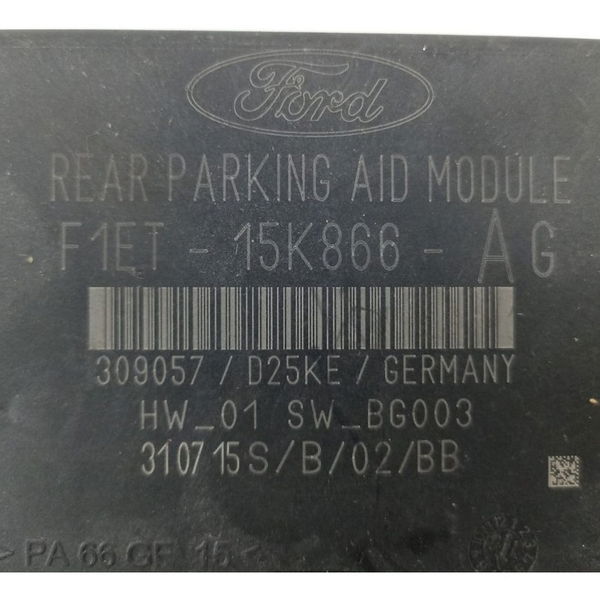 Ford
REAR PARKING AID MODULE
F1ET - 15K866 - AG
309057 / D25KE / GERMANY
HW_01 SW_BG003
310715S/B/02/BB
> PA 66 GF 15 <